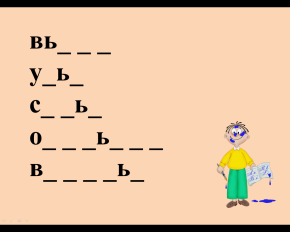 вь_ _ _
у_ь_
с_ _ь_
о_ _ _ь_ _ _
в_ _ _ _ь_